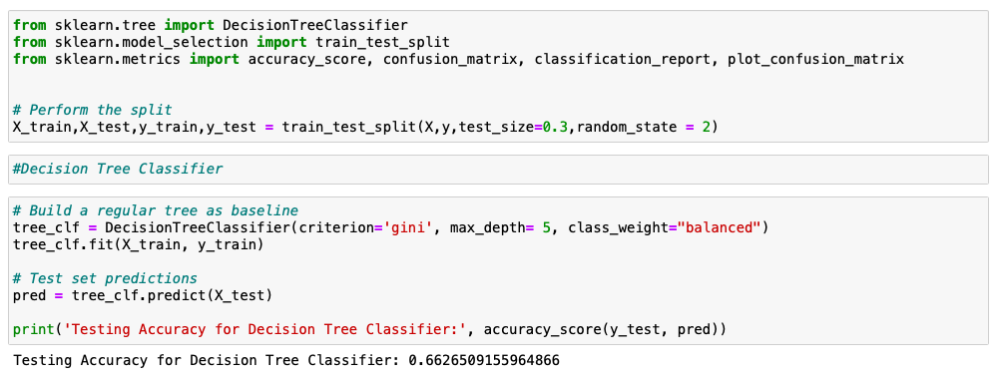 from sklearn.tree import DecisionTreeClassifier
from sklearn.model_selection import train_test_split
from sklearn.metrics import accuracy_score, confusion_matrix, classification_report, plot_confusion_matrix
# Perform the split
X_train,X_test,y_train,y_test = train_test_split(X,y,test_size=0.3,random_state = 2)
#Decision Tree Classifier
# Build a regular tree as baseline
tree_clf = DecisionTreeClassifier(criterion='gini', max_depth= 5, class_weight="balanced")
tree_clf.fit(X_train, y_train)
# Test set predictions
pred = tree_clf.predict(X_test)
print('Testing Accuracy for Decision Tree Classifier:', accuracy_score(y_test, pred))
Testing Accuracy for Decision Tree Classifier: 0.6626509155964866